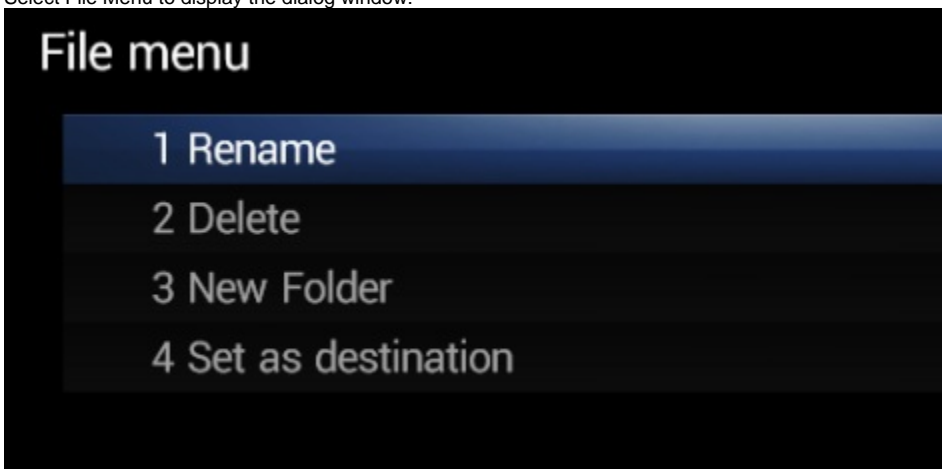 Select File Menu to display the dialog window.
File menu
1 Rename
2 Delete
3 New Folder
4 Set as destination